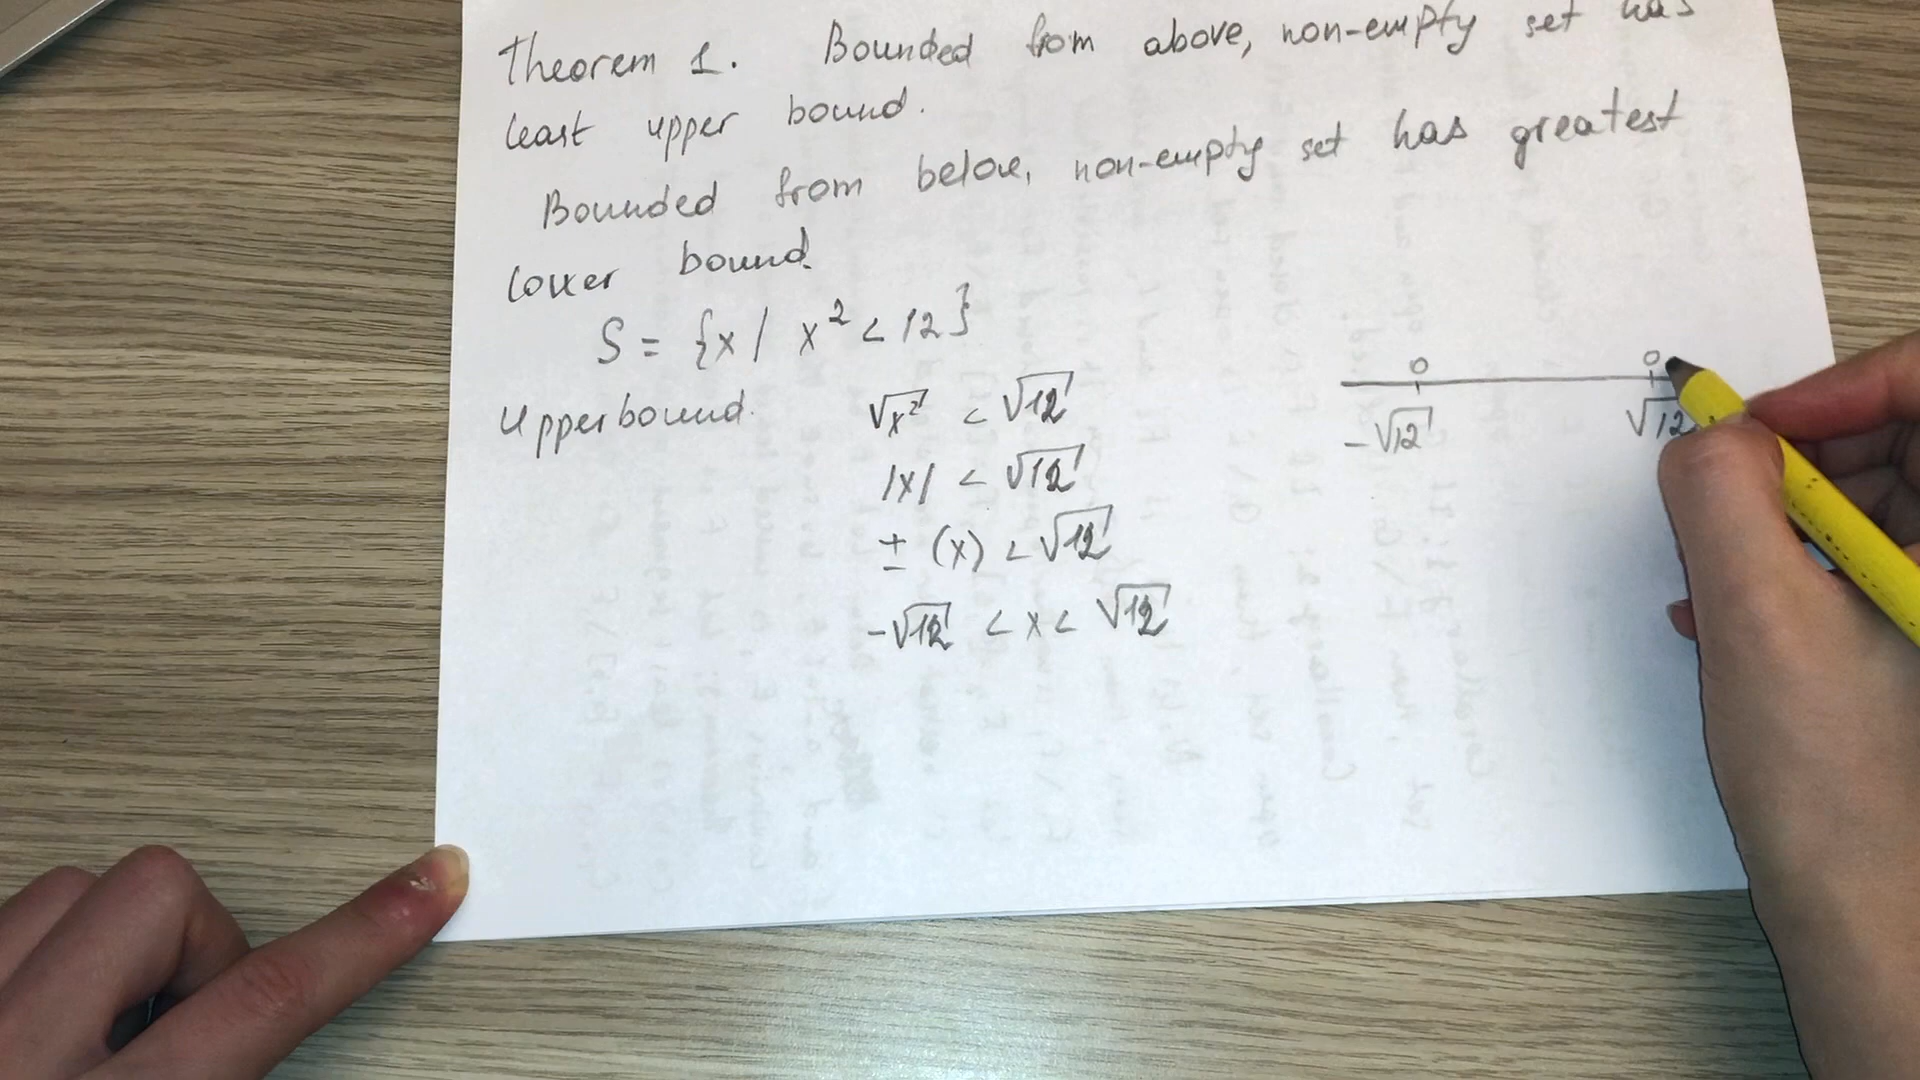 Theorem 1. Bounded from above, non-empty set has
least upper bound.
Bounded from below, non-empty set has greatest
lower bound.
S = {x / x² < 12}
Upperbound. √x² < √12
|x| < √12
± (x) < √12
-√12 < x < √12
o o
-√12 √12